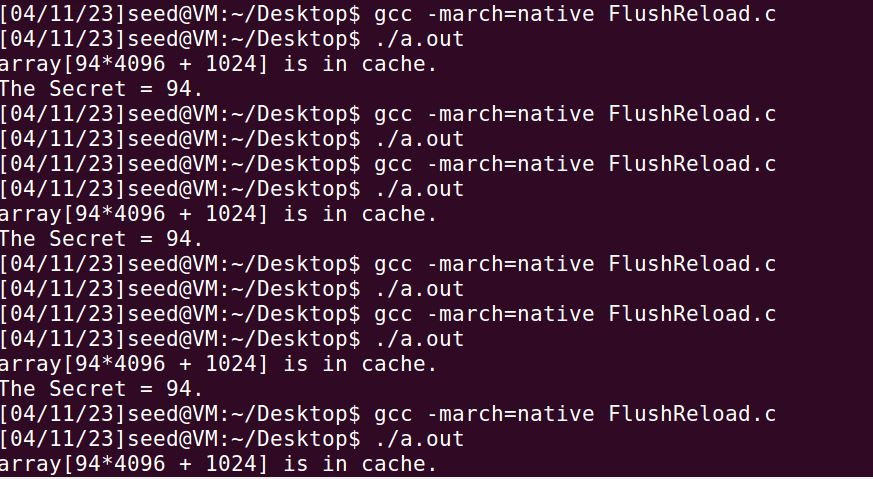 [04/11/23]seed@VM:~/Desktop$ gcc -march=native FlushReload.c
[04/11/23]seed@VM:~/Desktop$ ./a.out
array[94*4096 + 1024] is in cache.
The Secret = 94.
[04/11/23]seed@VM:~/Desktop$ gcc -march=native FlushReload.c
[04/11/23]seed@VM:~/Desktop$ ./a.out
[04/11/23]seed@VM:~/Desktop$ gcc -march=native FlushReload.c
[04/11/23]seed@VM:~/Desktop$ ./a.out
array[94*4096 + 1024] is in cache.
The Secret = 94.
[04/11/23]seed@VM:~/Desktop$ gcc -march=native FlushReload.c
[04/11/23]seed@VM:~/Desktop$ ./a.out
[04/11/23]seed@VM:~/Desktop$ gcc -march=native FlushReload.c
[04/11/23]seed@VM:~/Desktop$ ./a.out
array[94*4096 + 1024] is in cache.
The Secret = 94.
[04/11/23]seed@VM:~/Desktop$ gcc -march=native FlushReload.c
[04/11/23]seed@VM:~/Desktop$ ./a.out
array[94*4096 + 1024] is in cache.